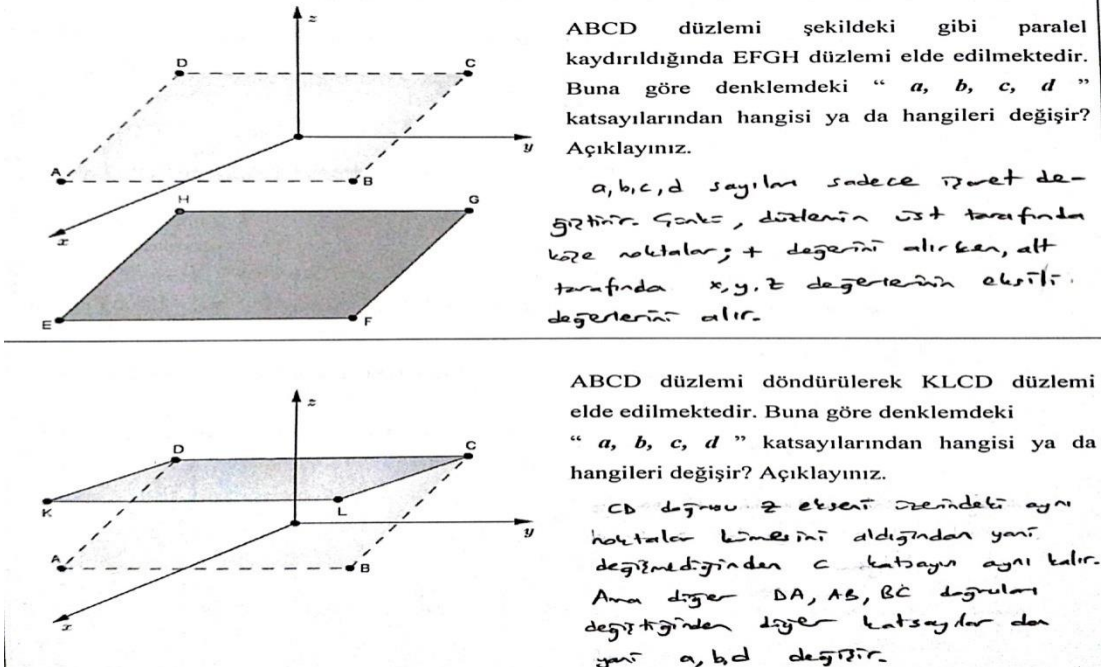 z
D
C
y
A
B
x
H
G
E
F
ABCD düzlemi şekildeki gibi paralel
kaydırıldığında EFGH düzlemi elde edilmektedir.
Buna göre denklemdeki “ a, b, c, d ”
katsayılarından hangisi ya da hangileri değişir?
Açıklayınız.
a,b,c,d sayıları sadece işaret de-
ğiştirir. Çünkü, düzlemin üst tarafında
köşe noktalar; + değerini alırken, alt
tarafında x,y,z değerlerinin eksili
değerlerini alır.
z
D
C
K
L
y
A
B
x
ABCD düzlemi döndürülerek KLCD düzlemi
elde edilmektedir. Buna göre denklemdeki
“ a, b, c, d ” katsayılarından hangisi ya da
hangileri değişir? Açıklayınız.
CD doğrusu z ekseni üzerindeki aynı
noktalar kümesini aldığından yani
değişmediğinden c katsayısı aynı kalır.
Ama diğer DA, AB, BC doğruları
değiştiğinden diğer katsayılar da
yani a,b,d değişir.